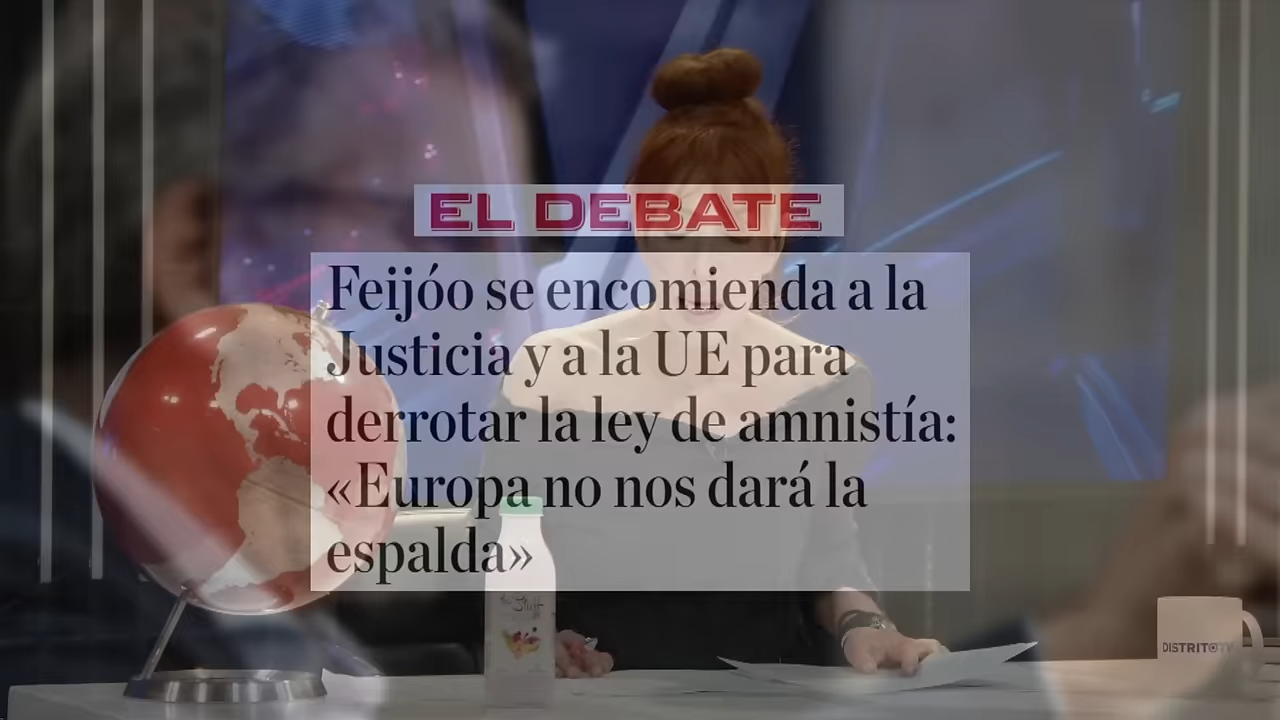 EL DEBATE
Feijóo se encomienda a la
Justicia y a la UE para
derrotar la ley de amnistía:
«Europa no nos dará la
espalda»
DISTRITOTV